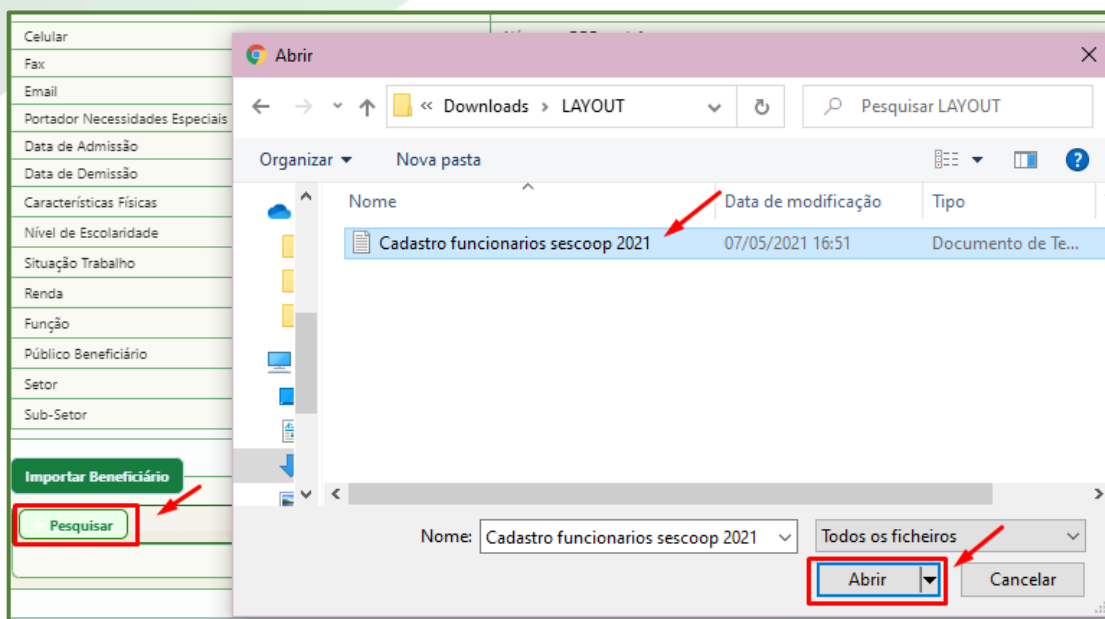 Celular
Fax
Email
Portador Necessidades Especiais
Data de Admissão
Data de Demissão
Características Físicas
Nível de Escolaridade
Situação Trabalho
Renda
Função
Público Beneficiário
Setor
Sub-Setor
Importar Beneficiário
Pesquisar
Abrir
« Downloads > LAYOUT
Pesquisar LAYOUT
Organizar
Nova pasta
?
Nome Data de modificação Tipo
Cadastro funcionarios sescoop 2021 07/05/2021 16:51 Documento de Te...
Nome: Cadastro funcionarios sescoop 2021 Todos os ficheiros
Abrir Cancelar